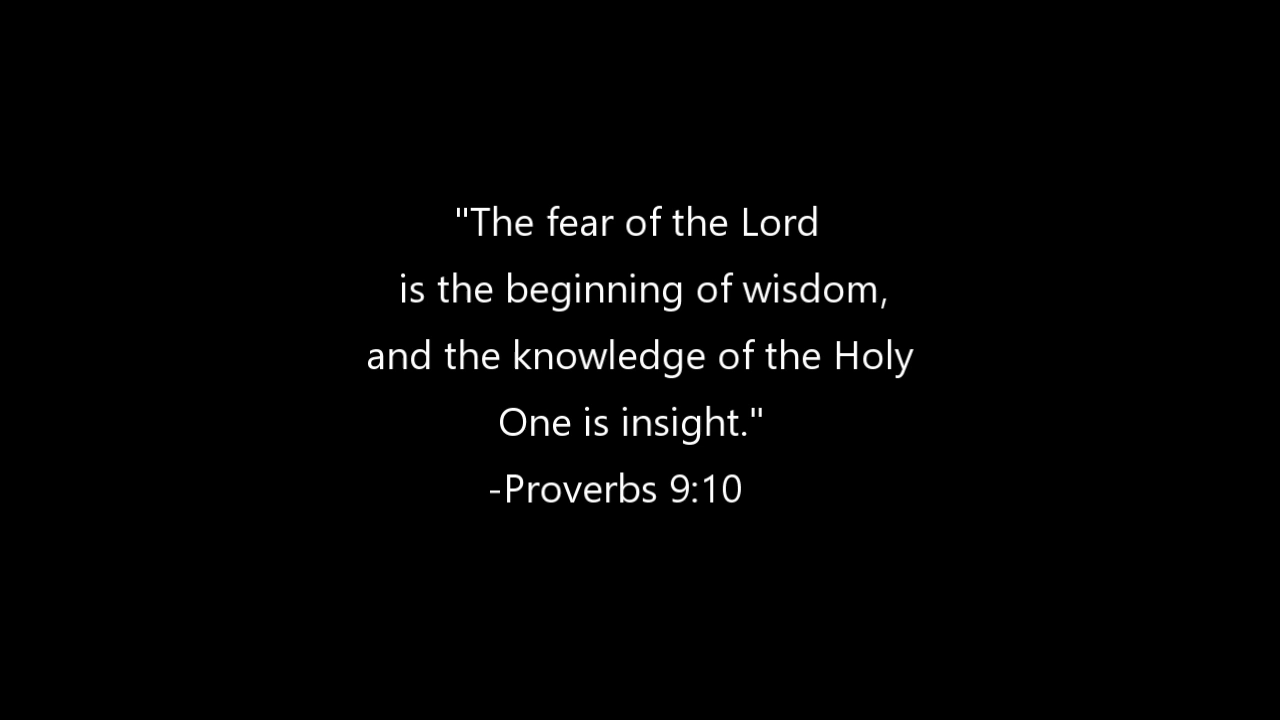 "The fear of the Lord
is the beginning of wisdom,
and the knowledge of the Holy
One is insight."
-Proverbs 9:10